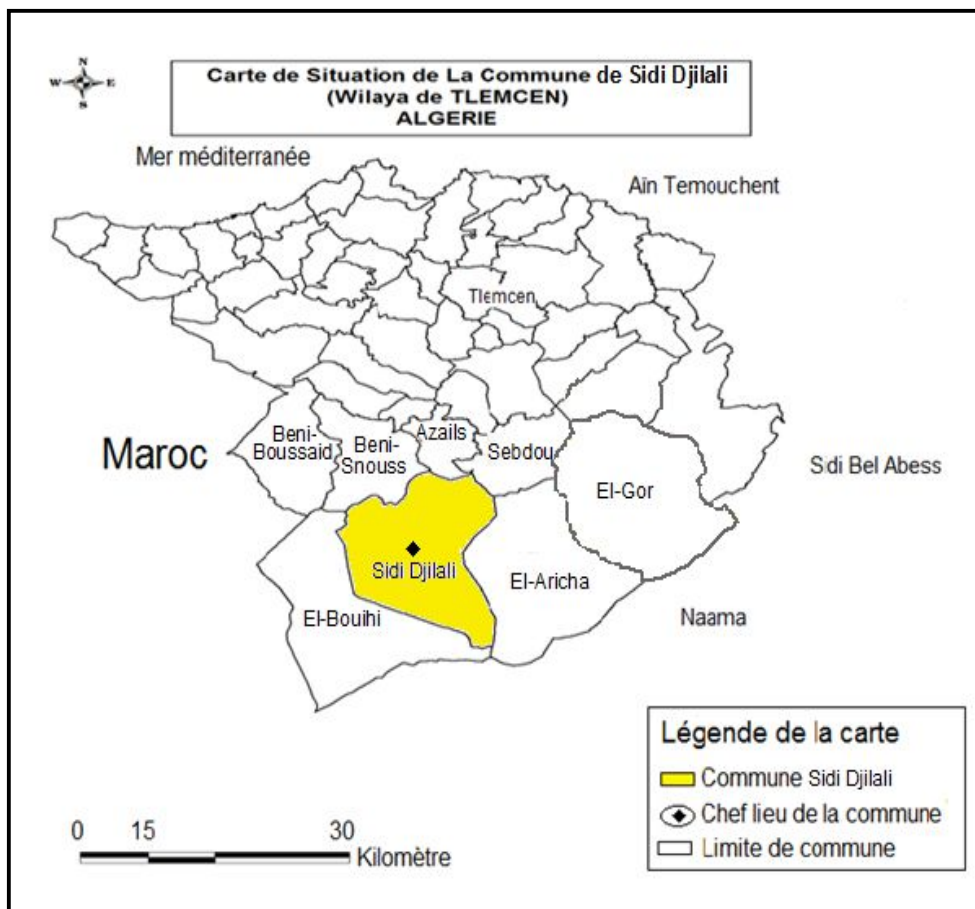 N
W E
S
Carte de Situation de La Commune de Sidi Djilali
(Wilaya de TLEMCEN)
ALGERIE
Mer méditerranée
Aïn Temouchent
Tlemcen
Maroc
Beni-
Boussaid
Beni-
Snouss
Azails
Sebdou
Sidi Bel Abess
El-Gor
Sidi Djilali
El-Aricha
El-Bouihi
Naama
Légende de la carte
Commune Sidi Djilali
Chef lieu de la commune
Limite de commune
0 15 30
Kilomètre